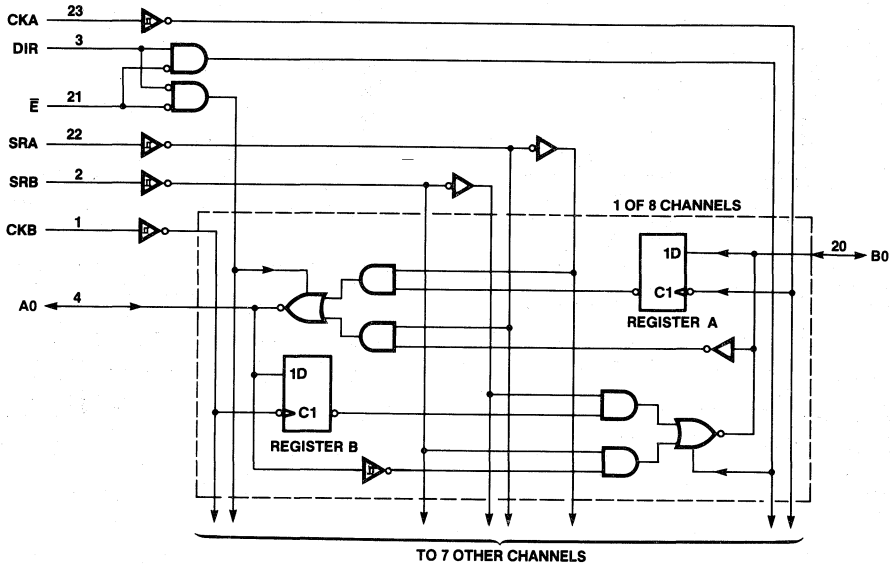 CKA 23
DIR 3
E̅ 21
SRA 22
SRB 2
CKB 1
1 OF 8 CHANNELS
20 B0
1D
C1
REGISTER A
A0 4
1D
C1
REGISTER B
TO 7 OTHER CHANNELS